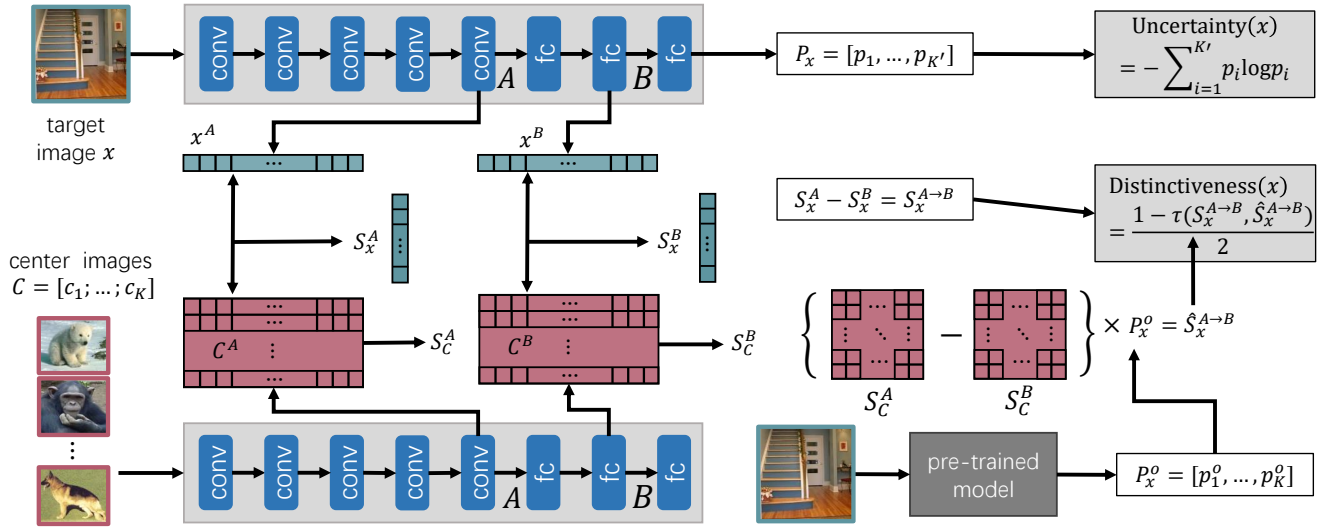 conv conv conv conv conv A fc fc B fc
P_x = [p_1, …, p_{K′}]
Uncertainty(x)
= −∑_{i=1}^{K′} p_i log p_i
target
image x
x^A
x^B
…
…
S_x^A − S_x^B = S_x^{A→B}
Distinctiveness(x)
= \frac{1 − τ(S_x^{A→B}, Ŝ_x^{A→B})}{2}
S_x^A
⋮
S_x^B
⋮
center images
C = [c_1; …; c_K]
…
…
C^A ⋮
…
S_C^A
…
…
C^B ⋮
…
S_C^B
{ … ⋮ ⋱ ⋮ … − … ⋮ ⋱ ⋮ … } × P_x^o = Ŝ_x^{A→B}
S_C^A
S_C^B
⋮
conv conv conv conv conv A fc fc B fc
pre-trained
model
P_x^o = [p_1^o, …, p_K^o]